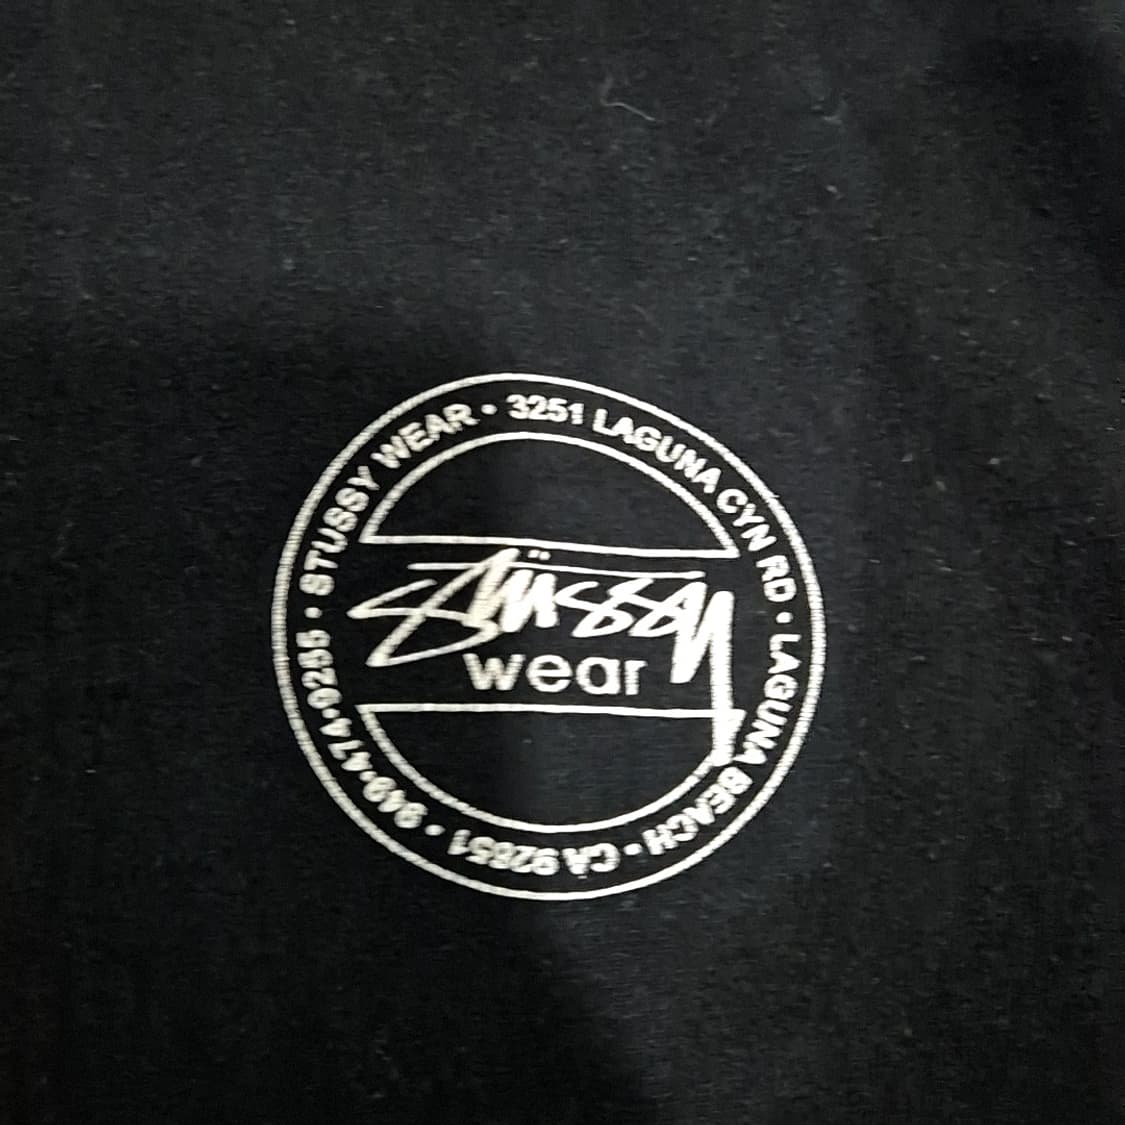 STUSSY WEAR • 3251 LAGUNA CYN RD • LAGUNA BEACH • CA 92651 • 949•474•9255 •
Stüssy
wear